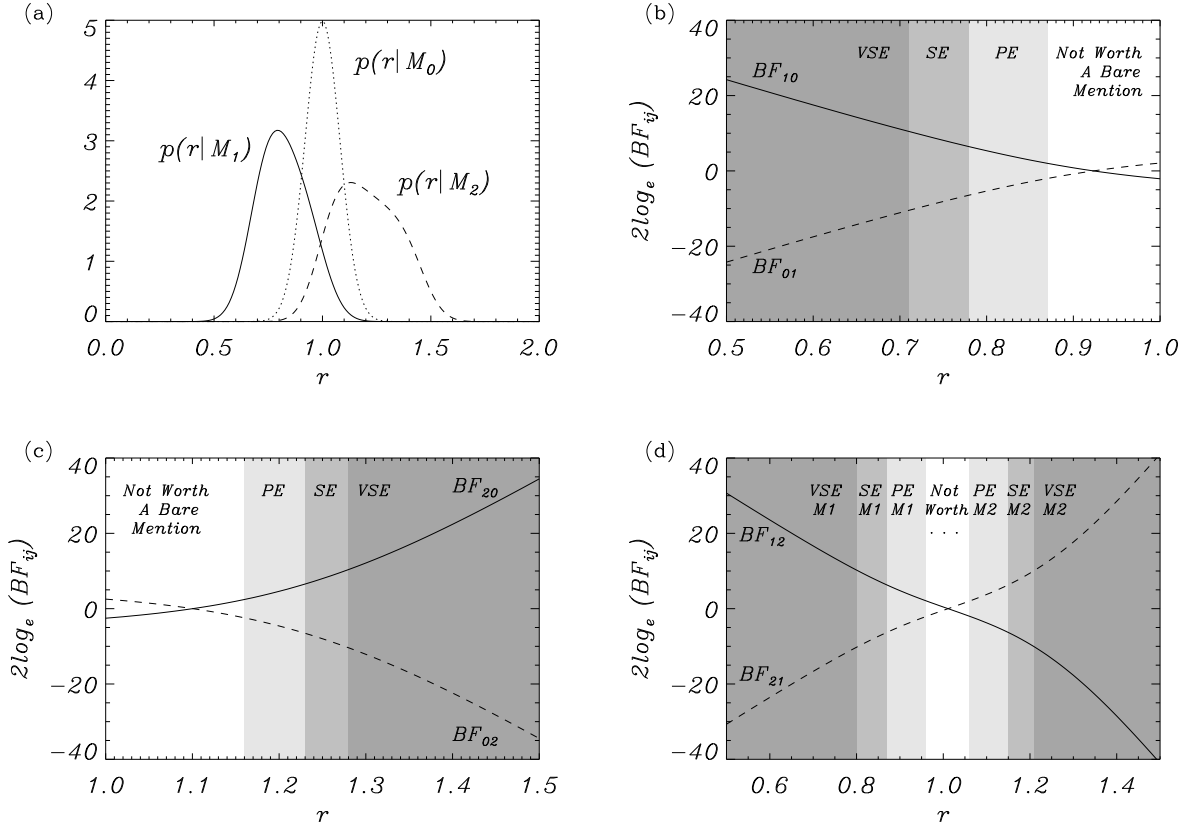 (a)
5
4
3
2
1
0
p(r|M0)
p(r|M1)
p(r|M2)
0.0 0.5 1.0 1.5 2.0
r
(b)
2loge (BFij)
40
20
0
−20
−40
VSE SE PE Not Worth
A Bare
Mention
BF10
BF01
0.5 0.6 0.7 0.8 0.9 1.0
r
(c)
2loge (BFij)
40
20
0
−20
−40
Not Worth PE SE VSE
A Bare
Mention
BF20
BF02
1.0 1.1 1.2 1.3 1.4 1.5
r
(d)
2loge (BFij)
40
20
0
−20
−40
VSE SE PE Not PE SE VSE
M1 M1 M1 Worth M2 M2 M2
. . .
BF12
BF21
0.6 0.8 1.0 1.2 1.4
r